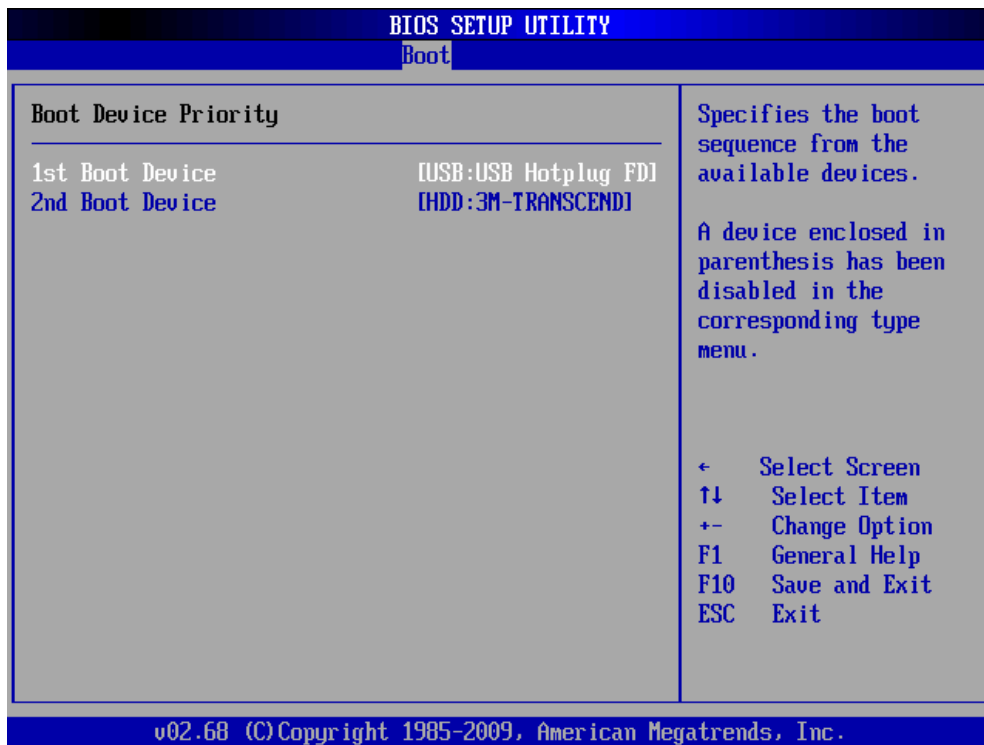 BIOS SETUP UTILITY
Boot
Boot Device Priority
1st Boot Device [USB:USB Hotplug FD]
2nd Boot Device [HDD:3M-TRANSCEND]
Specifies the boot
sequence from the
available devices.
A device enclosed in
parenthesis has been
disabled in the
corresponding type
menu.
← Select Screen
↑↓ Select Item
+- Change Option
F1 General Help
F10 Save and Exit
ESC Exit
v02.68 (C)Copyright 1985-2009, American Megatrends, Inc.